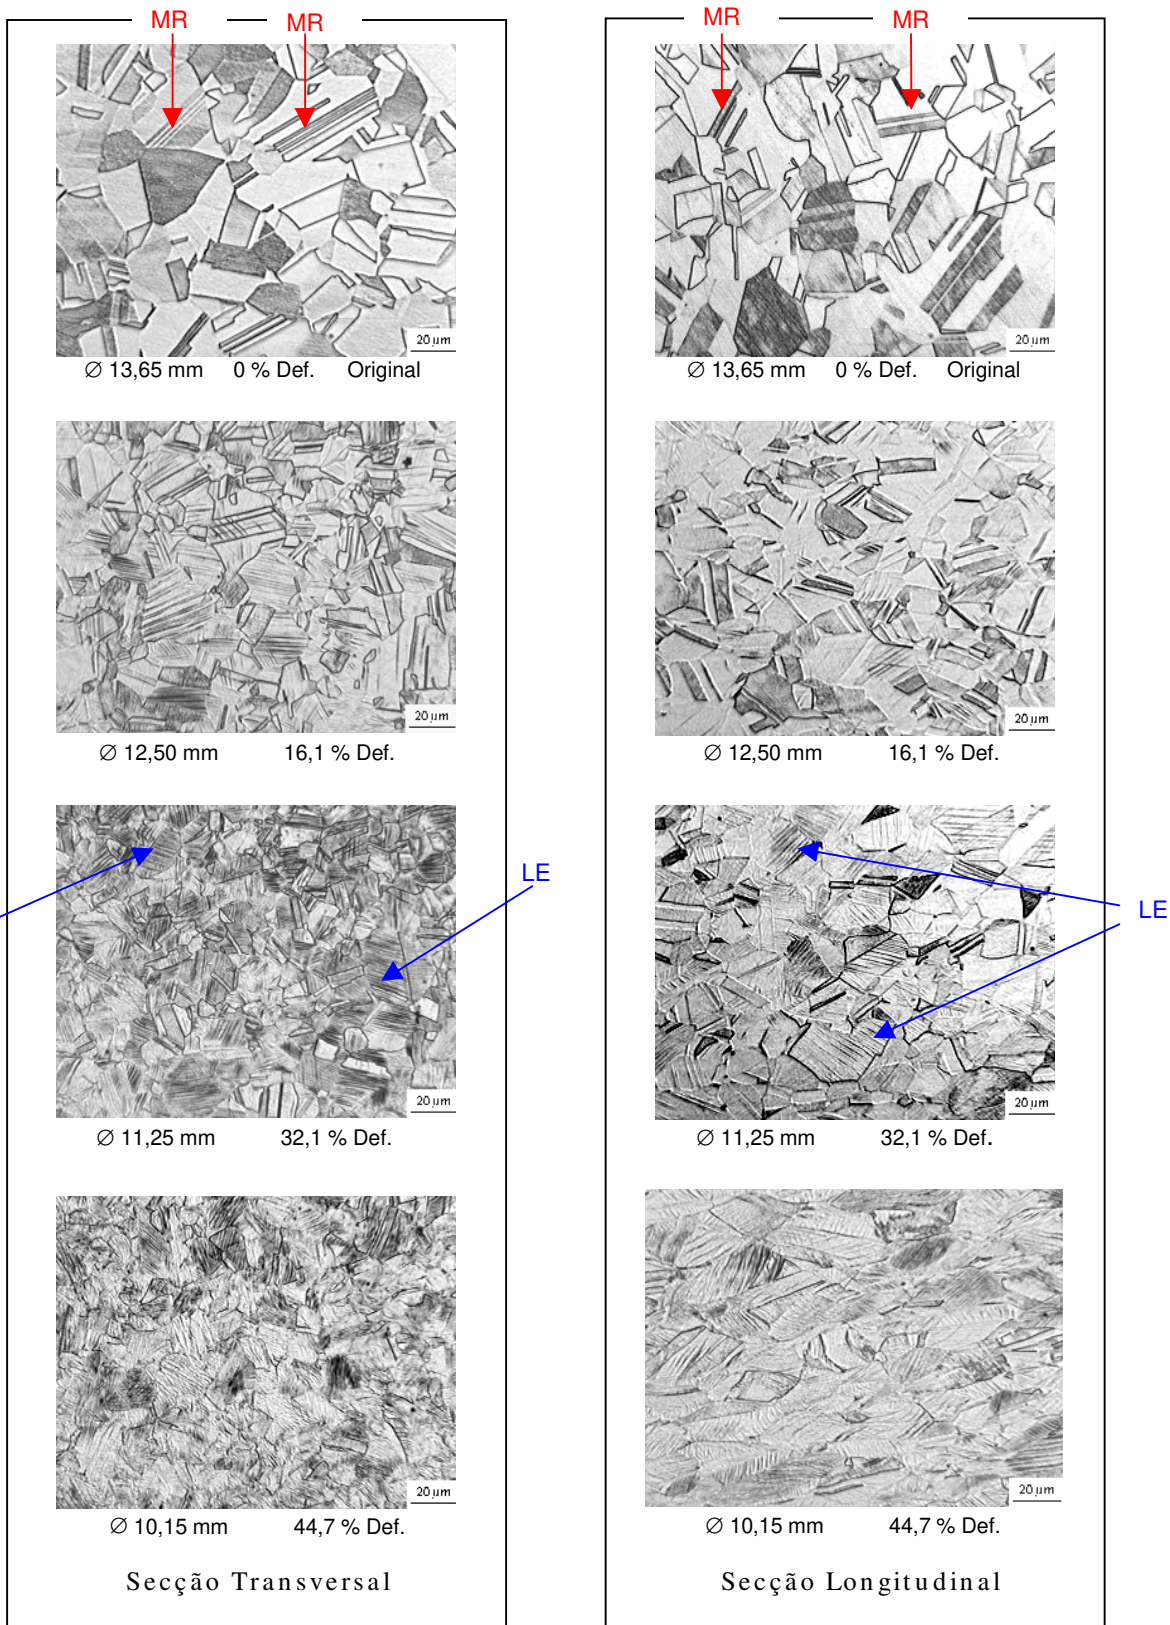 MR MR
20 µm
Ø 13,65 mm 0 % Def. Original
20 µm
Ø 12,50 mm 16,1 % Def.
LE
20 µm
Ø 11,25 mm 32,1 % Def.
20 µm
Ø 10,15 mm 44,7 % Def.
Secção Transversal
MR MR
20 µm
Ø 13,65 mm 0 % Def. Original
20 µm
Ø 12,50 mm 16,1 % Def.
LE
20 µm
Ø 11,25 mm 32,1 % Def.
20 µm
Ø 10,15 mm 44,7 % Def.
Secção Longitudinal